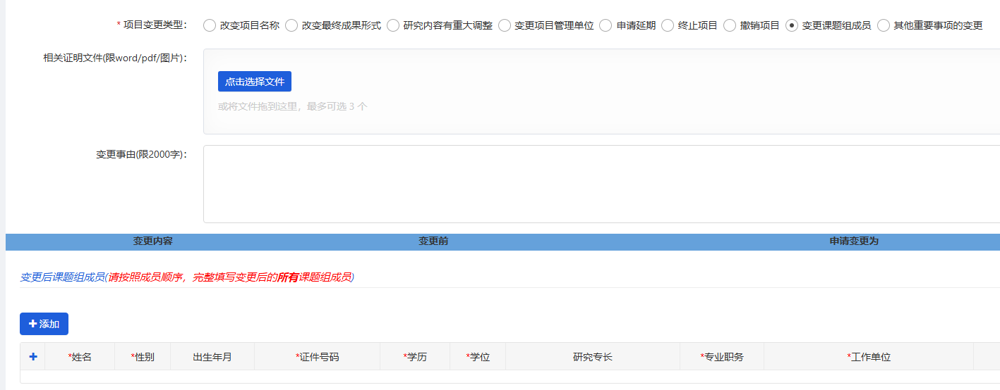 * 项目变更类型： 改变项目名称 改变最终成果形式 研究内容有重大调整 变更项目管理单位 申请延期 终止项目 撤销项目 变更课题组成员 其他重要事项的变更
相关证明文件(限word/pdf/图片)：
点击选择文件
或将文件拖到这里，最多可选 3 个
变更事由(限2000字)：
变更内容 变更前 申请变更为
变更后课题组成员(请按照成员顺序，完整填写变更后的所有课题组成员)
+ 添加
+ *姓名 *性别 出生年月 *证件号码 *学历 *学位 研究专长 *专业职务 *工作单位